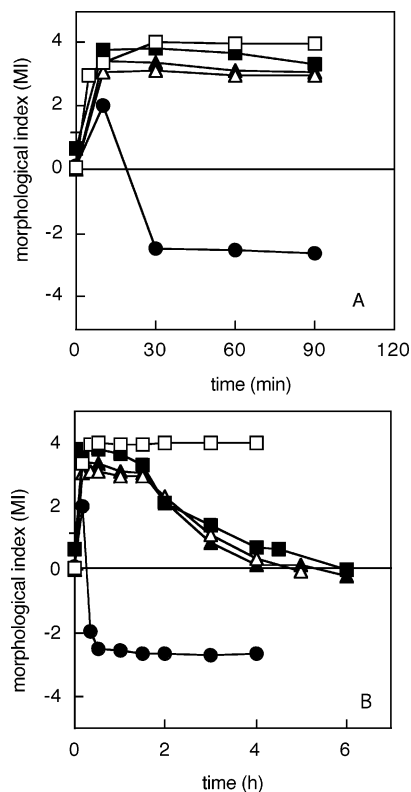 morphological index (MI)
4
2
0
-2
-4
A
0 30 60 90 120
time (min)
morphological index (MI)
4
2
0
-2
-4
B
0 2 4 6
time (h)